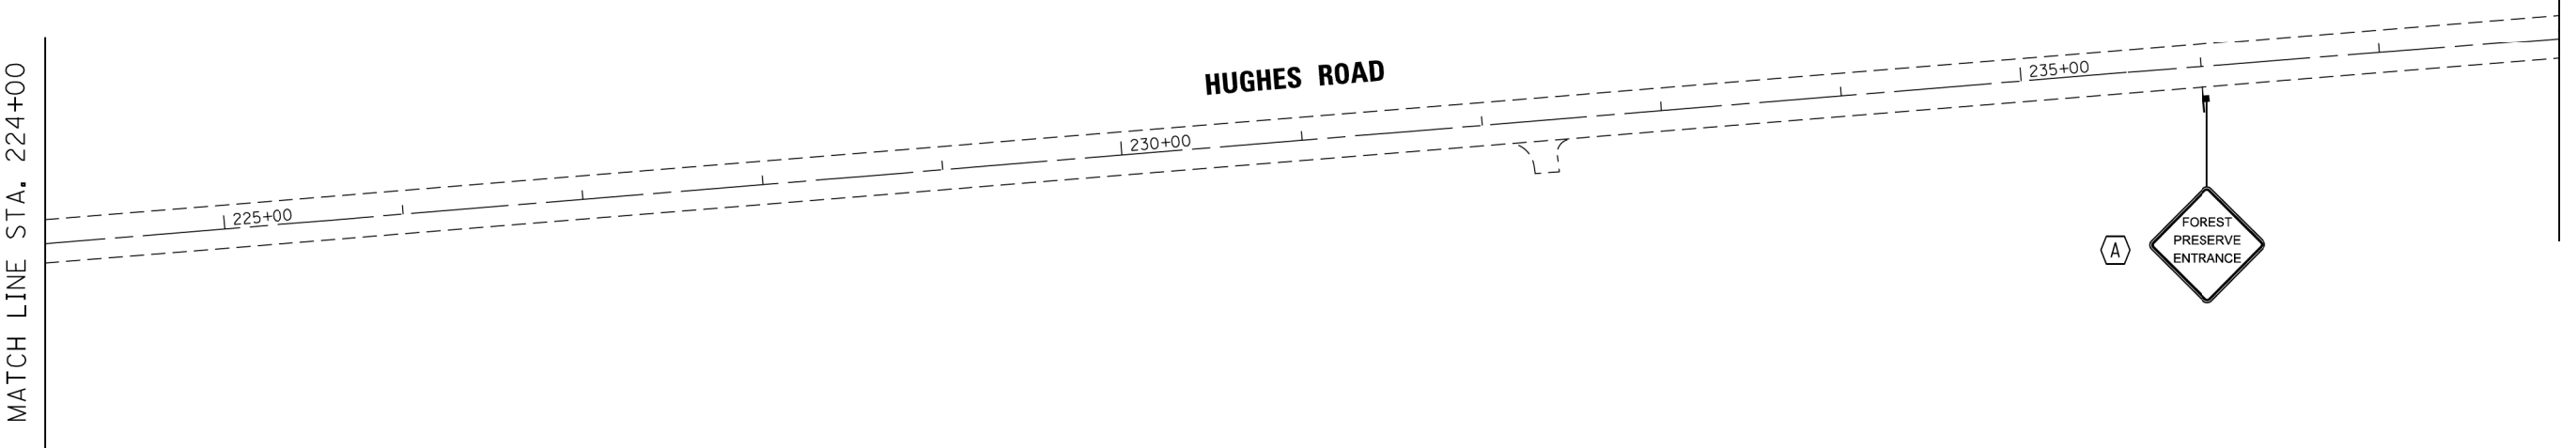 MATCH LINE STA. 224+00
HUGHES ROAD
225+00
230+00
235+00
A
FOREST
PRESERVE
ENTRANCE